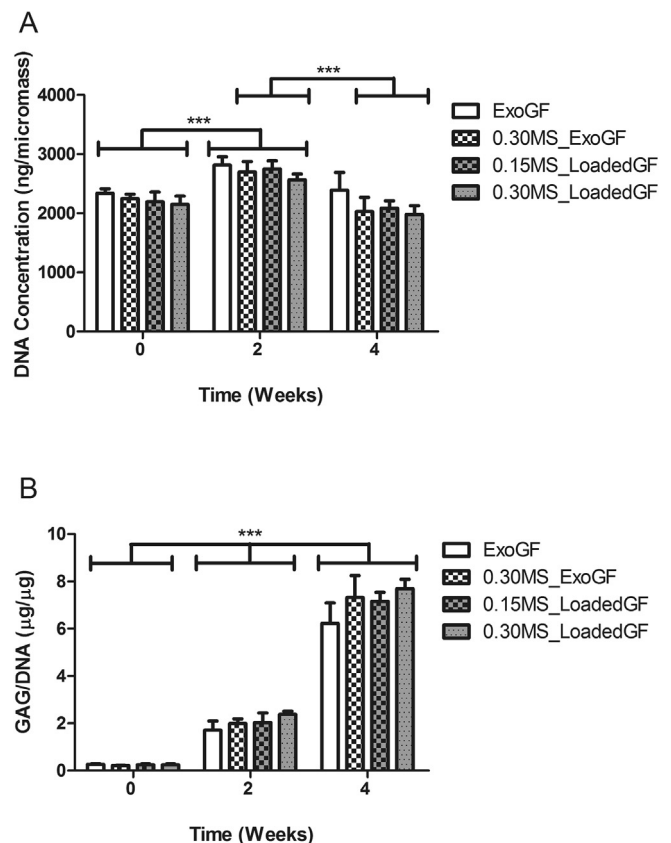 A
***
***
4000
3000
2000
1000
0
DNA Concentration (ng/micromass)
0 2 4
Time (Weeks)
ExoGF
0.30MS_ExoGF
0.15MS_LoadedGF
0.30MS_LoadedGF
B
***
10
8
6
4
2
0
GAG/DNA (µg/µg)
0 2 4
Time (Weeks)
ExoGF
0.30MS_ExoGF
0.15MS_LoadedGF
0.30MS_LoadedGF